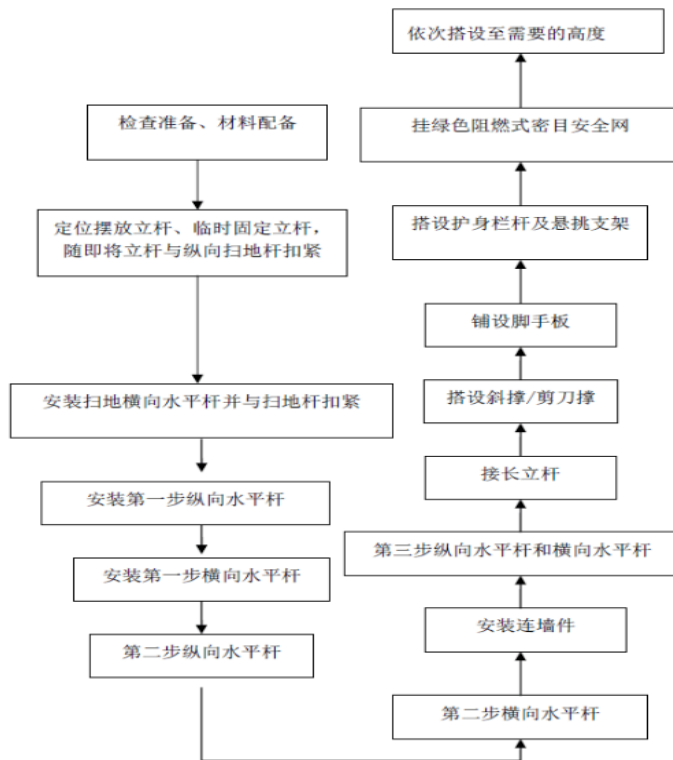 检查准备、材料配备
定位摆放立杆、临时固定立杆，
随即将立杆与纵向扫地杆扣紧
安装扫地横向水平杆并与扫地杆扣紧
安装第一步纵向水平杆
安装第一步横向水平杆
第二步纵向水平杆
第二步横向水平杆
安装连墙件
第三步纵向水平杆和横向水平杆
接长立杆
搭设斜撑/剪刀撑
铺设脚手板
搭设护身栏杆及悬挑支架
挂绿色阻燃式密目安全网
依次搭设至需要的高度